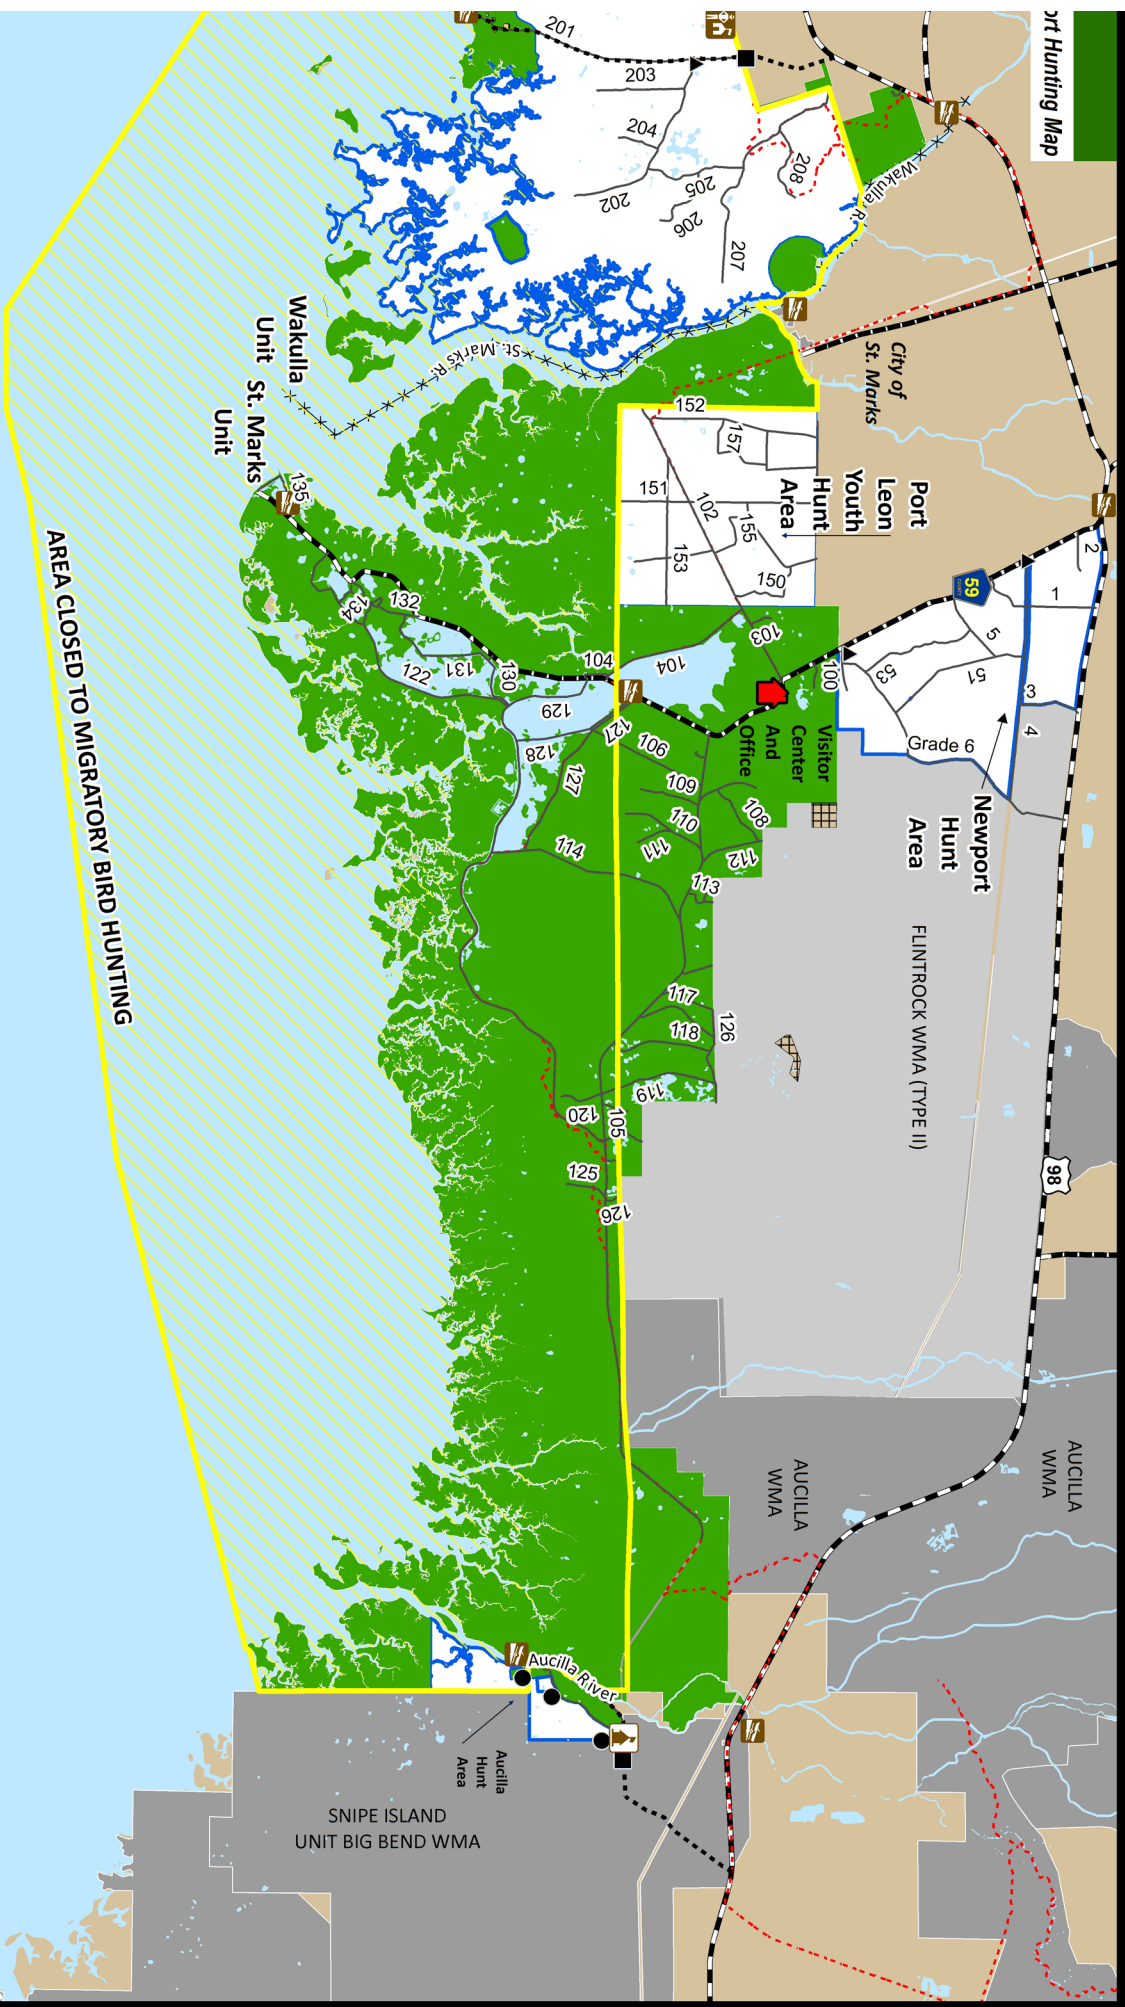 ort Hunting Map
201
203
204
202
205
206
207
208
Wakulla R.
St. Marks R.
City of
St. Marks
Wakulla
Unit
St. Marks
Unit
135
Port
Leon
Youth
Hunt
Area
152
157
151
102
155
153
150
59
2
1
5
51
53
3
4
Grade 6
100
Newport
Hunt
Area
103
104
104
Visitor
Center
And
Office
134
132
131
122
130
129
128
127
127
106
109
110
111
108
112
113
114
117
118
126
119
120
105
125
126
FLINTROCK WMA (TYPE II)
98
AUCILLA
WMA
AUCILLA
WMA
AREA CLOSED TO MIGRATORY BIRD HUNTING
Aucilla River
Aucilla
Hunt
Area
SNIPE ISLAND
UNIT BIG BEND WMA